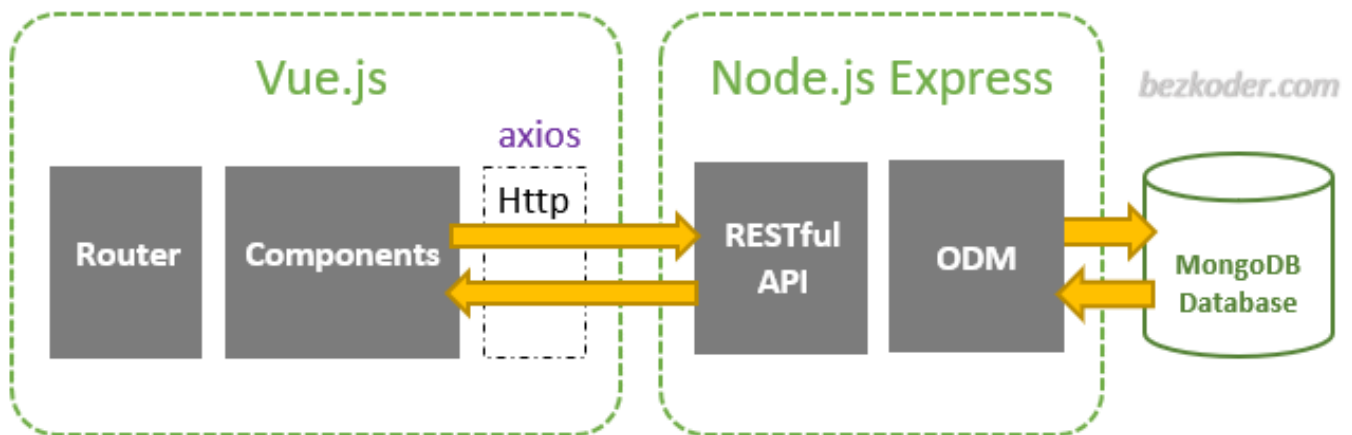 Vue.js
Node.js Express
bezkoder.com
axios
Http
Router
Components
RESTful
API
ODM
MongoDB
Database